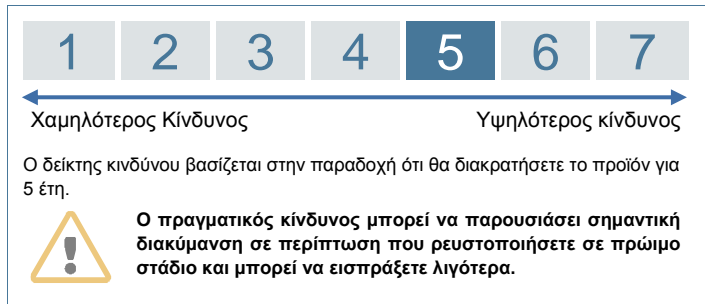 1 2 3 4 5 6 7
Χαμηλότερος Κίνδυνος Υψηλότερος κίνδυνος
Ο δείκτης κινδύνου βασίζεται στην παραδοχή ότι θα διακρατήσετε το προϊόν για
5 έτη.
Ο πραγματικός κίνδυνος μπορεί να παρουσιάσει σημαντική
διακύμανση σε περίπτωση που ρευστοποιήσετε σε πρώιμο
στάδιο και μπορεί να εισπράξετε λιγότερα.